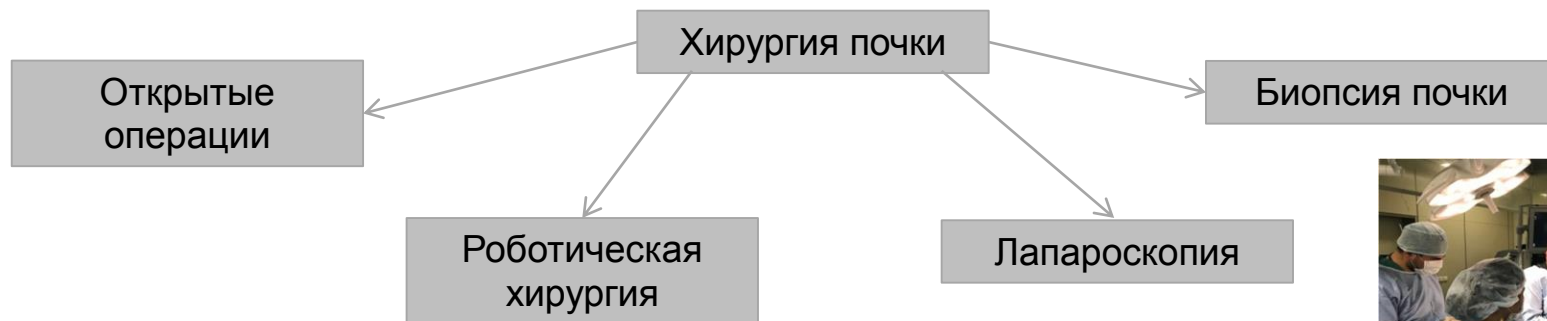 Хирургия почки
Открытые
операции
Биопсия почки
Роботическая
хирургия
Лапароскопия